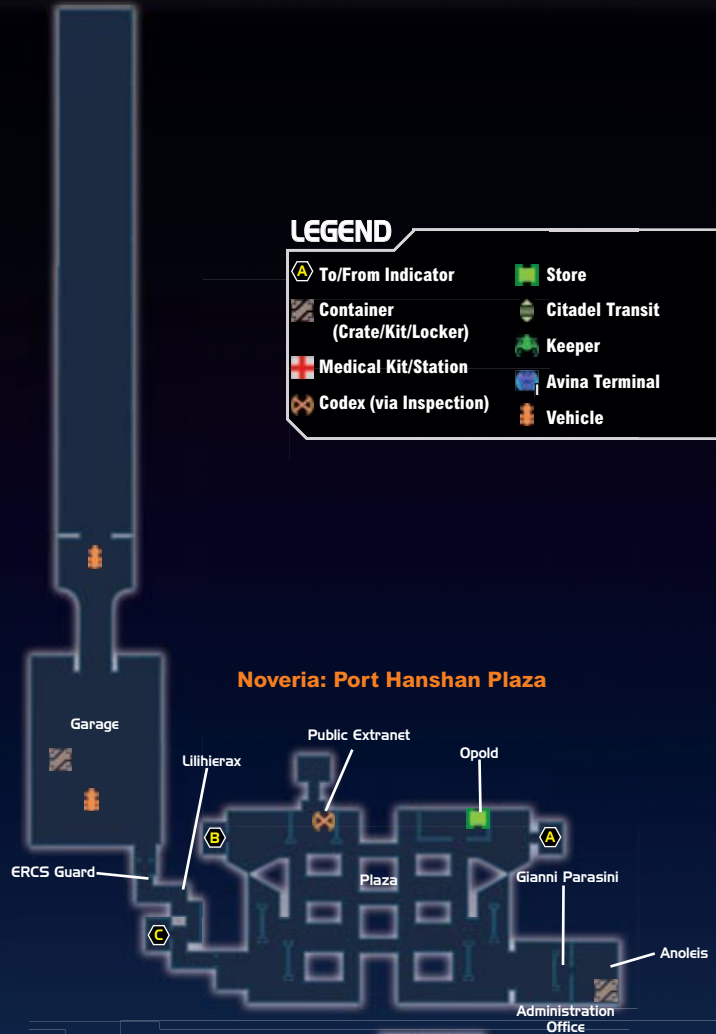 LEGEND
A To/From Indicator
Container
(Crate/Kit/Locker)
Medical Kit/Station
Codex (via Inspection)
Store
Citadel Transit
Keeper
Avina Terminal
Vehicle
Noveria: Port Hanshan Plaza
Garage
Lilihierax
Public Extranet
Opold
B
A
ERCS Guard
Plaza
Gianni Parasini
C
Anoleis
Administration
Office